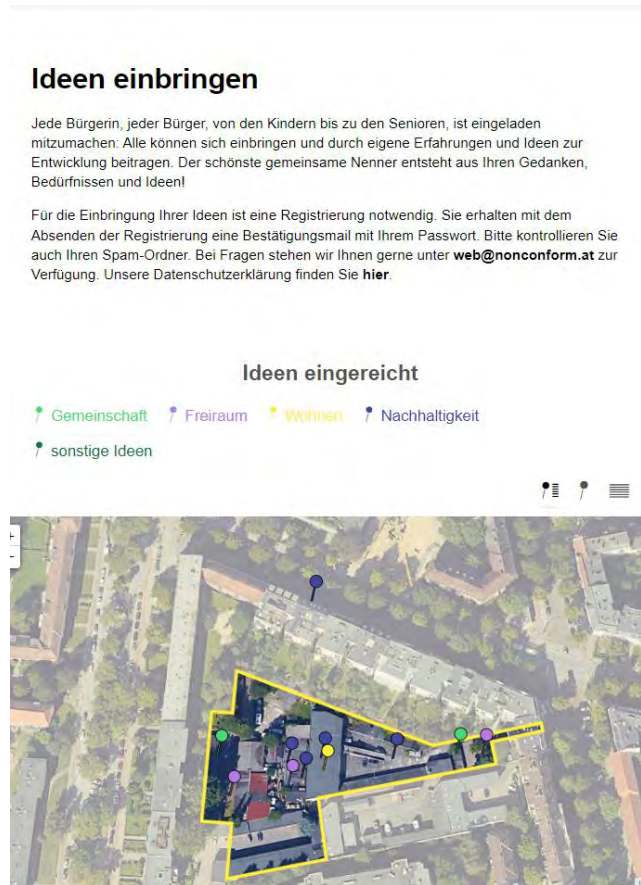 Ideen einbringen
Jede Bürgerin, jeder Bürger, von den Kindern bis zu den Senioren, ist eingeladen
mitzumachen: Alle können sich einbringen und durch eigene Erfahrungen und Ideen zur
Entwicklung beitragen. Der schönste gemeinsame Nenner entsteht aus Ihren Gedanken,
Bedürfnissen und Ideen!
Für die Einbringung Ihrer Ideen ist eine Registrierung notwendig. Sie erhalten mit dem
Absenden der Registrierung eine Bestätigungsmail mit Ihrem Passwort. Bitte kontrollieren Sie
auch Ihren Spam-Ordner. Bei Fragen stehen wir Ihnen gerne unter web@nonconform.at zur
Verfügung. Unsere Datenschutzerklärung finden Sie hier.
Ideen eingereicht
Gemeinschaft Freiraum Wohnen Nachhaltigkeit
sonstige Ideen
+
-